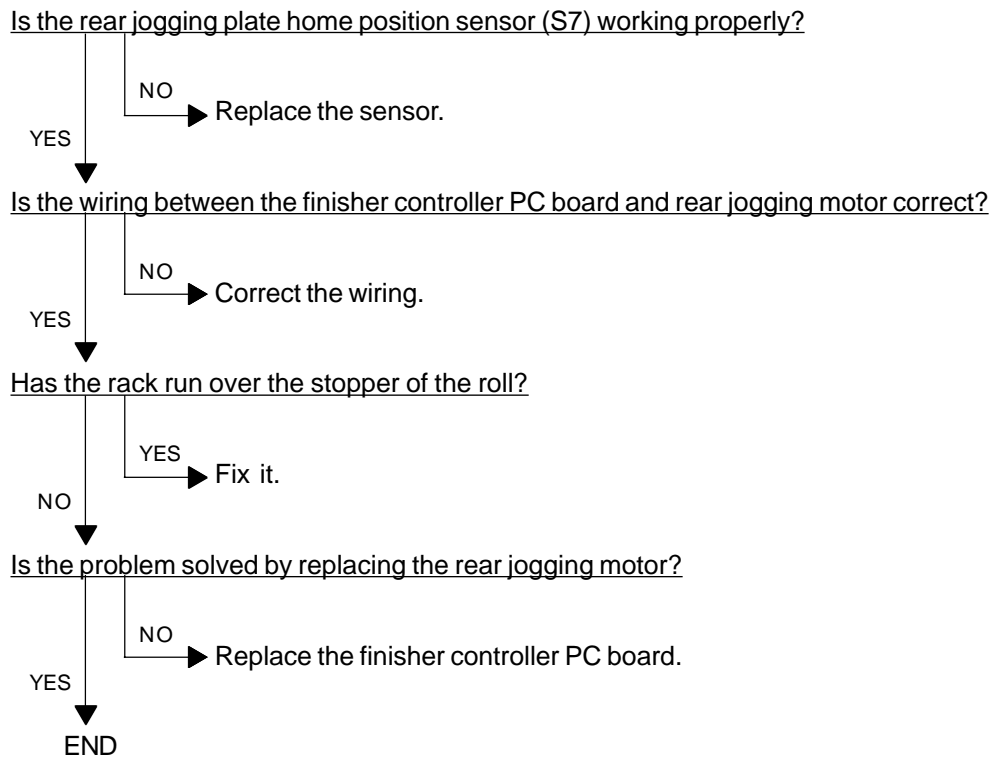 Is the rear jogging plate home position sensor (S7) working properly?
NO
Replace the sensor.
YES
Is the wiring between the finisher controller PC board and rear jogging motor correct?
NO
Correct the wiring.
YES
Has the rack run over the stopper of the roll?
YES
Fix it.
NO
Is the problem solved by replacing the rear jogging motor?
NO
Replace the finisher controller PC board.
YES
END